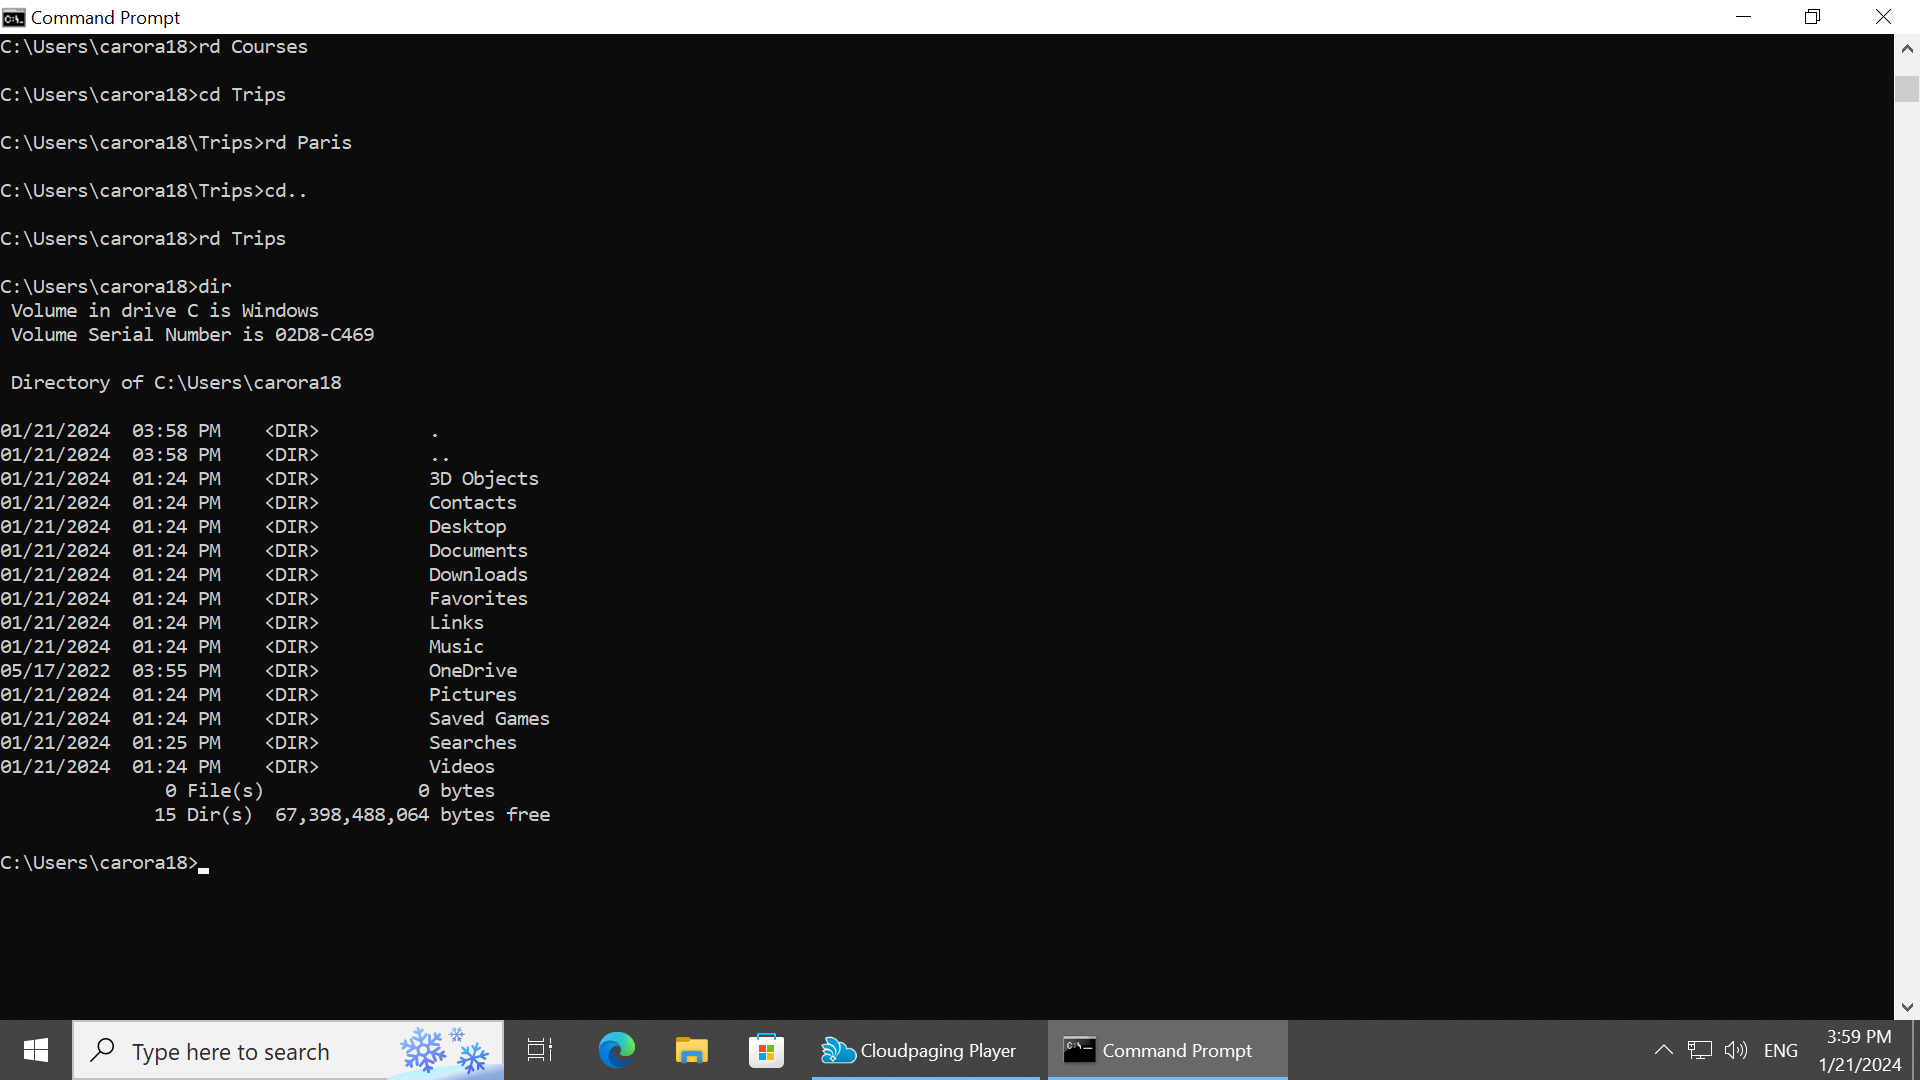 Command Prompt
C:\Users\carora18>rd Courses
C:\Users\carora18>cd Trips
C:\Users\carora18\Trips>rd Paris
C:\Users\carora18\Trips>cd..
C:\Users\carora18>rd Trips
C:\Users\carora18>dir
 Volume in drive C is Windows
 Volume Serial Number is 02D8-C469
 Directory of C:\Users\carora18
01/21/2024  03:58 PM    <DIR>          .
01/21/2024  03:58 PM    <DIR>          ..
01/21/2024  01:24 PM    <DIR>          3D Objects
01/21/2024  01:24 PM    <DIR>          Contacts
01/21/2024  01:24 PM    <DIR>          Desktop
01/21/2024  01:24 PM    <DIR>          Documents
01/21/2024  01:24 PM    <DIR>          Downloads
01/21/2024  01:24 PM    <DIR>          Favorites
01/21/2024  01:24 PM    <DIR>          Links
01/21/2024  01:24 PM    <DIR>          Music
05/17/2022  03:55 PM    <DIR>          OneDrive
01/21/2024  01:24 PM    <DIR>          Pictures
01/21/2024  01:24 PM    <DIR>          Saved Games
01/21/2024  01:25 PM    <DIR>          Searches
01/21/2024  01:24 PM    <DIR>          Videos
               0 File(s)              0 bytes
              15 Dir(s)  67,398,488,064 bytes free
C:\Users\carora18>
Type here to search
Cloudpaging Player
Command Prompt
ENG
3:59 PM
1/21/2024